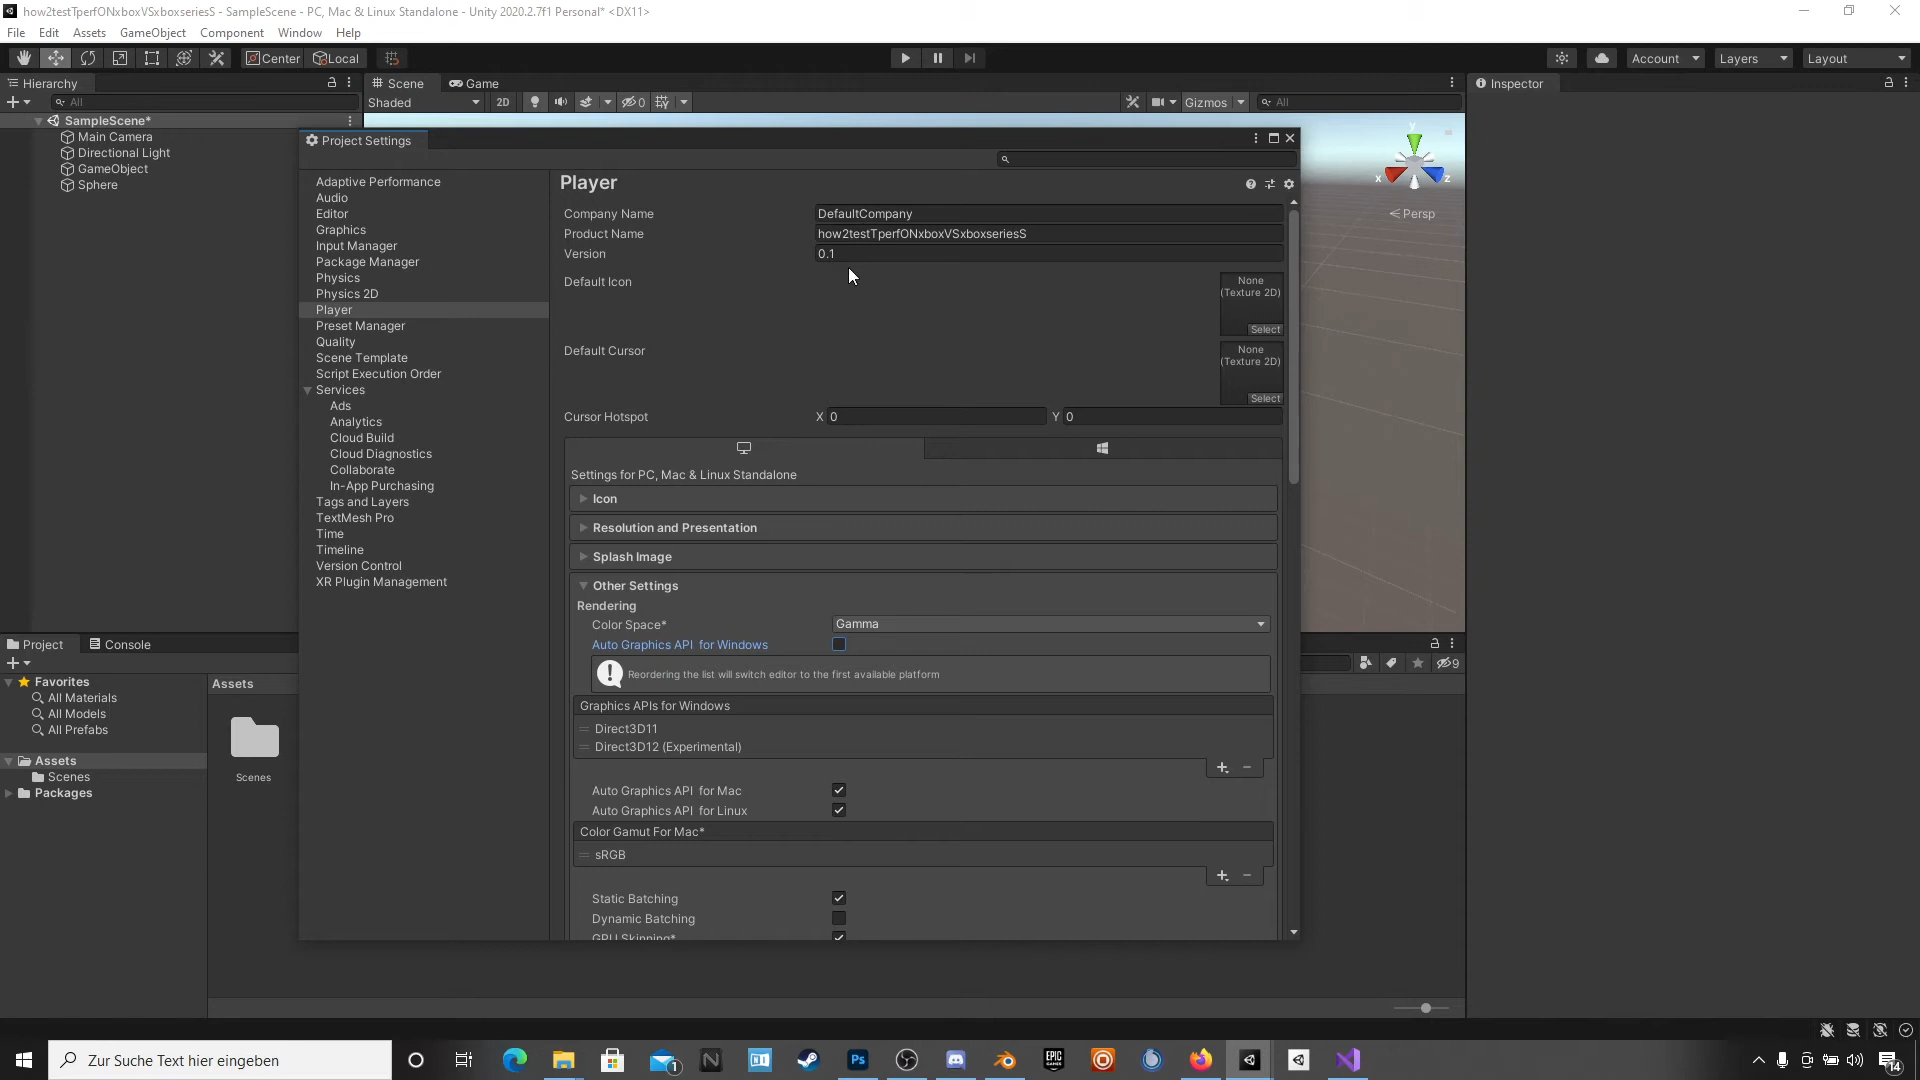 how2testTperfONxboxVSxboxseriesS - SampleScene - PC, Mac & Linux Standalone - Unity 2020.2.7f1 Personal* <DX11>
File Edit Assets GameObject Component Window Help
Center Local Account Layers Layout
Hierarchy Scene Game Inspector
All Shaded 2D 0 Gizmos All
SampleScene*
Main Camera
Directional Light
GameObject
Sphere
y
x z
Persp
Project Settings
Adaptive Performance
Audio
Editor
Graphics
Input Manager
Package Manager
Physics
Physics 2D
Player
Preset Manager
Quality
Scene Template
Script Execution Order
Services
Ads
Analytics
Cloud Build
Cloud Diagnostics
Collaborate
In-App Purchasing
Tags and Layers
TextMesh Pro
Time
Timeline
Version Control
XR Plugin Management
Player
Company Name DefaultCompany
Product Name how2testTperfONxboxVSxboxseriesS
Version 0.1
Default Icon None
(Texture 2D)
Select
Default Cursor None
(Texture 2D)
Select
Cursor Hotspot X 0 Y 0
Settings for PC, Mac & Linux Standalone
Icon
Resolution and Presentation
Splash Image
Other Settings
Rendering
Color Space* Gamma
Auto Graphics API for Windows
Reordering the list will switch editor to the first available platform
Graphics APIs for Windows
Direct3D11
Direct3D12 (Experimental)
Auto Graphics API for Mac
Auto Graphics API for Linux
Color Gamut For Mac*
sRGB
Static Batching
Dynamic Batching
GPU Skinning*
Project Console
9
Favorites
All Materials
All Models
All Prefabs
Assets
Scenes
Packages
Assets
Scenes
Zur Suche Text hier eingeben
1
N
Ps
EPIC
GAMES
14